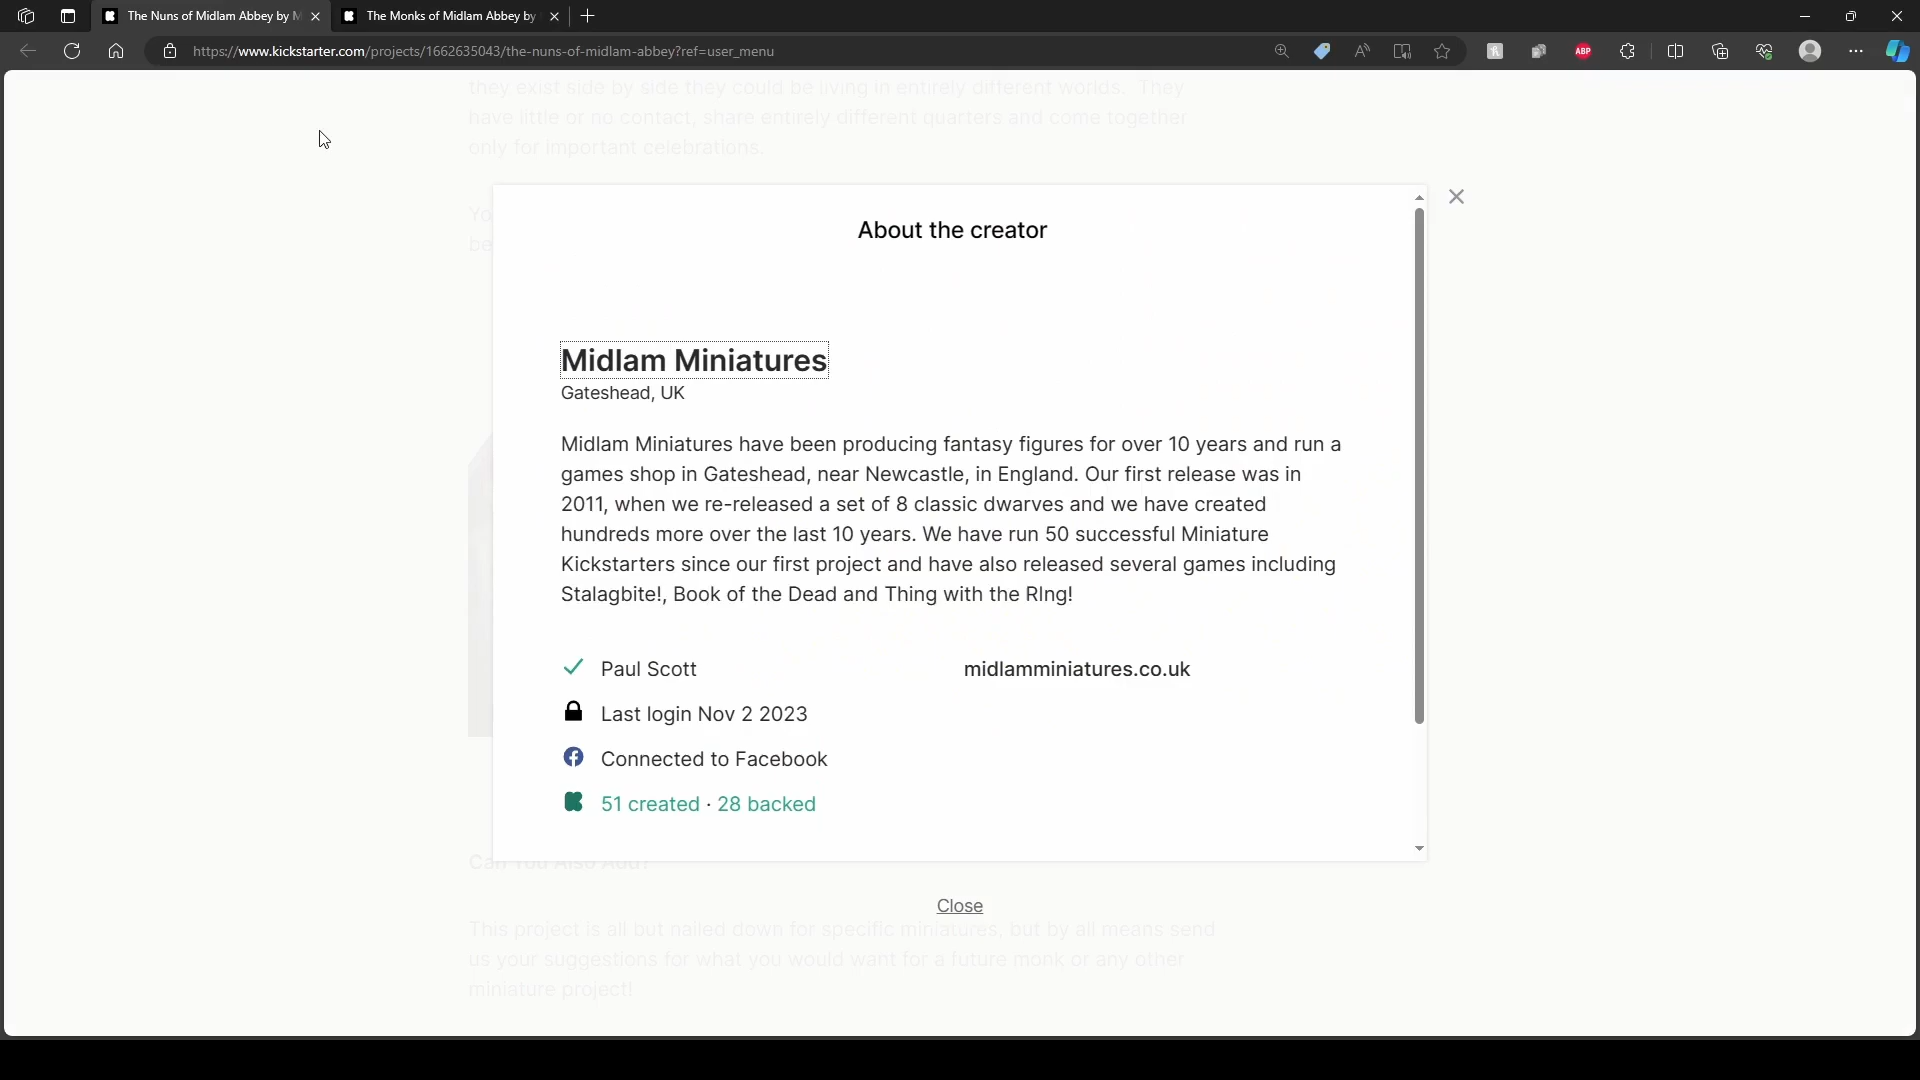 The Nuns of Midlam Abbey by M
The Monks of Midlam Abbey by
https://www.kickstarter.com/projects/1662635043/the-nuns-of-midlam-abbey?ref=user_menu
ABP
they exist side by side they could be living in entirely different worlds. They
have little or no contact, share entirely different quarters and come together
only for important celebrations.
Yo
be
About the creator
Midlam Miniatures
Gateshead, UK
Midlam Miniatures have been producing fantasy figures for over 10 years and run a
games shop in Gateshead, near Newcastle, in England. Our first release was in
2011, when we re-released a set of 8 classic dwarves and we have created
hundreds more over the last 10 years. We have run 50 successful Miniature
Kickstarters since our first project and have also released several games including
Stalagbite!, Book of the Dead and Thing with the RIng!
Paul Scott
midlamminiatures.co.uk
Last login Nov 2 2023
Connected to Facebook
51 created · 28 backed
Can You Also Add?
Close
This project is all but nailed down for specific miniatures, but by all means send
us your suggestions for what you would want for a future monk or any other
miniature project!